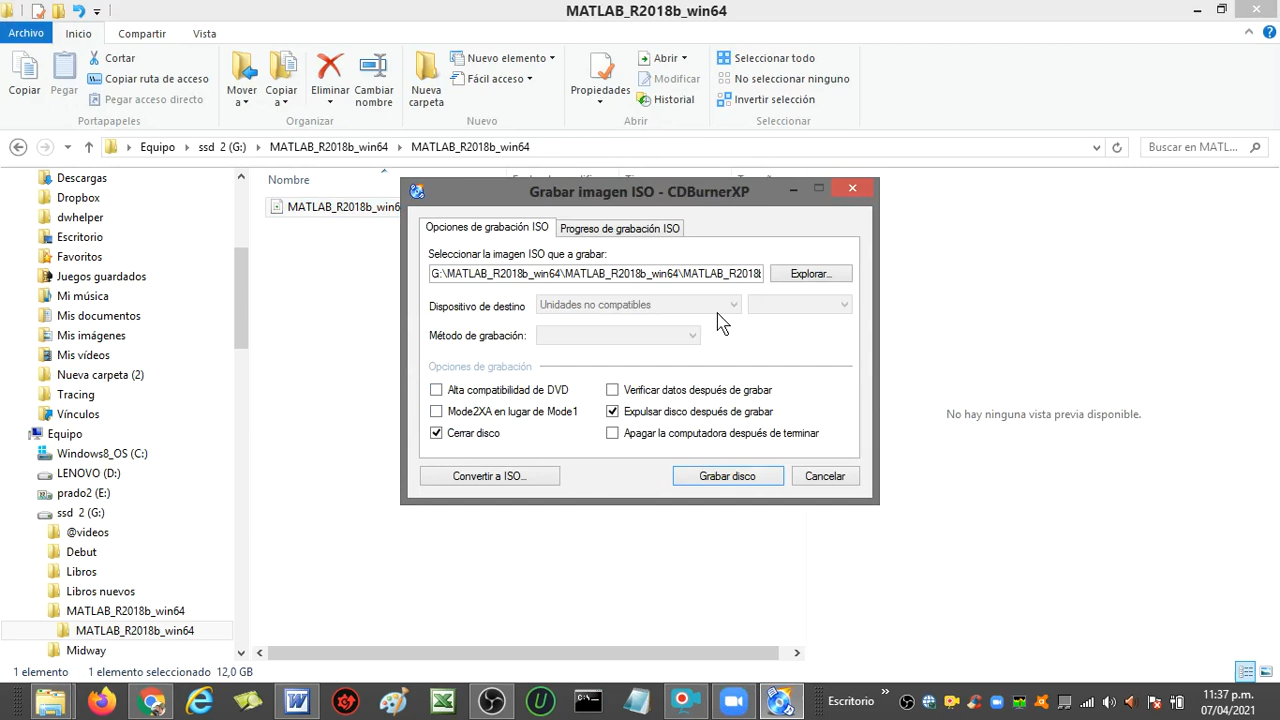 MATLAB_R2018b_win64
Archivo Inicio Compartir Vista
Copiar
Pegar
Cortar
Copiar ruta de acceso
Pegar acceso directo
Portapapeles
Mover a
Copiar a
Eliminar
Cambiar nombre
Organizar
Nueva carpeta
Nuevo elemento
Fácil acceso
Nuevo
Propiedades
Abrir
Modificar
Historial
Abrir
Seleccionar todo
No seleccionar ninguno
Invertir selección
Seleccionar
Equipo ssd 2 (G:) MATLAB_R2018b_win64 MATLAB_R2018b_win64
Buscar en MATL...
Descargas
Dropbox
dwhelper
Escritorio
Favoritos
Juegos guardados
Mi música
Mis documentos
Mis imágenes
Mis vídeos
Nueva carpeta (2)
Tracing
Vínculos
Equipo
Windows8_OS (C:)
LENOVO (D:)
prado2 (E:)
ssd 2 (G:)
@videos
Debut
Libros
Libros nuevos
MATLAB_R2018b_win64
MATLAB_R2018b_win64
Midway
Nombre
MATLAB_R2018b_win6
Grabar imagen ISO - CDBurnerXP
Opciones de grabación ISO Progreso de grabación ISO
Seleccionar la imagen ISO que a grabar:
G:\MATLAB_R2018b_win64\MATLAB_R2018b_win64\MATLAB_R2018b Explorar...
Dispositivo de destino Unidades no compatibles
Método de grabación:
Opciones de grabación
Alta compatibilidad de DVD Verificar datos después de grabar
Mode2XA en lugar de Mode1 Expulsar disco después de grabar
Cerrar disco Apagar la computadora después de terminar
Convertir a ISO... Grabar disco Cancelar
No hay ninguna vista previa disponible.
1 elemento 1 elemento seleccionado 12,0 GB
Escritorio
11:37 p.m.
07/04/2021